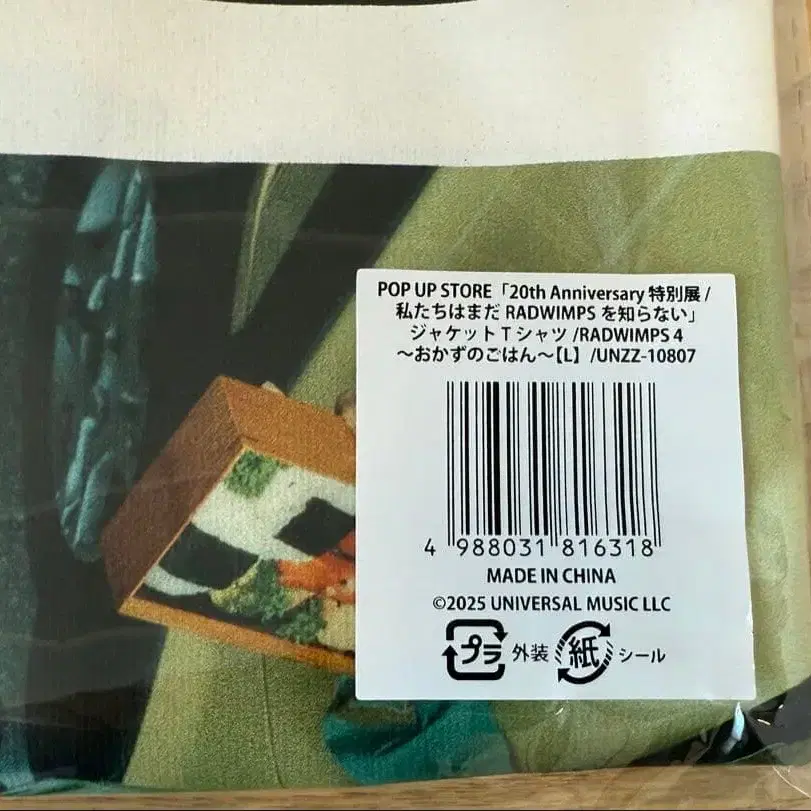 POP UP STORE「20th Anniversary 特別展 /
私たちはまだ RADWIMPS を知らない」
ジャケット T シャツ /RADWIMPS 4
〜おかずのごはん〜【L】/UNZZ-10807
4 988031 816318
MADE IN CHINA
©2025 UNIVERSAL MUSIC LLC
プラ 外装 紙 シール